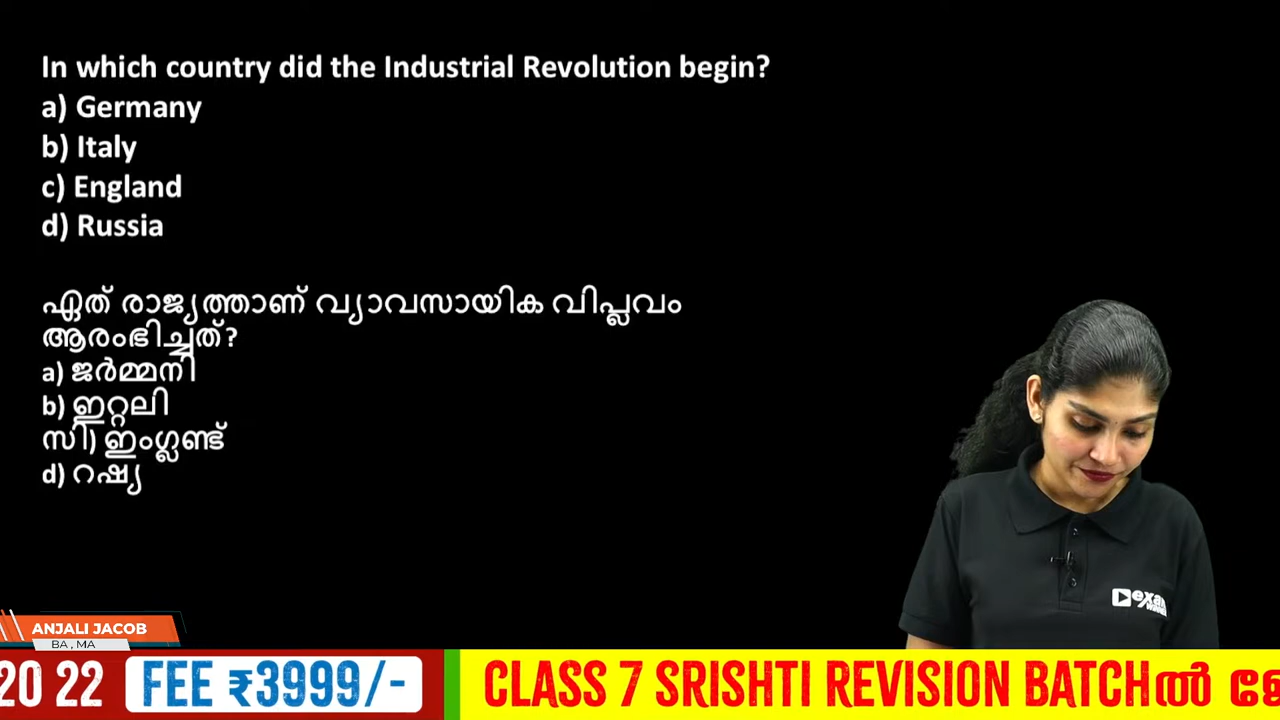 In which country did the Industrial Revolution begin?
a) Germany
b) Italy
c) England
d) Russia
ഏത് രാജ്യത്താണ് വ്യാവസായിക വിപ്ലവം
ആരംഭിച്ചത്?
a) ജർമ്മനി
b) ഇറ്റലി
സി) ഇംഗ്ലണ്ട്
d) റഷ്യ
ANJALI JACOB
BA , MA
20 22 FEE ₹3999/- CLASS 7 SRISHTI REVISION BATCHൽ